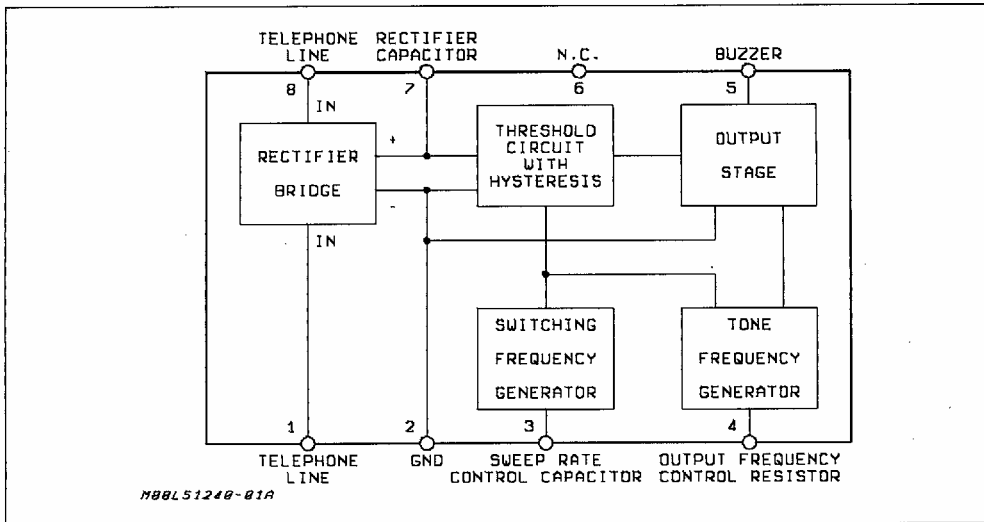 TELEPHONE LINE
RECTIFIER CAPACITOR
N.C.
BUZZER
8
7
6
5
IN
+
-
RECTIFIER
BRIDGE
IN
THRESHOLD
CIRCUIT
WITH
HYSTERESIS
OUTPUT
STAGE
SWITCHING
FREQUENCY
GENERATOR
TONE
FREQUENCY
GENERATOR
1
2
3
4
TELEPHONE
LINE
GND
SWEEP RATE
CONTROL CAPACITOR
OUTPUT FREQUENCY
CONTROL RESISTOR
M88LS1240-01A